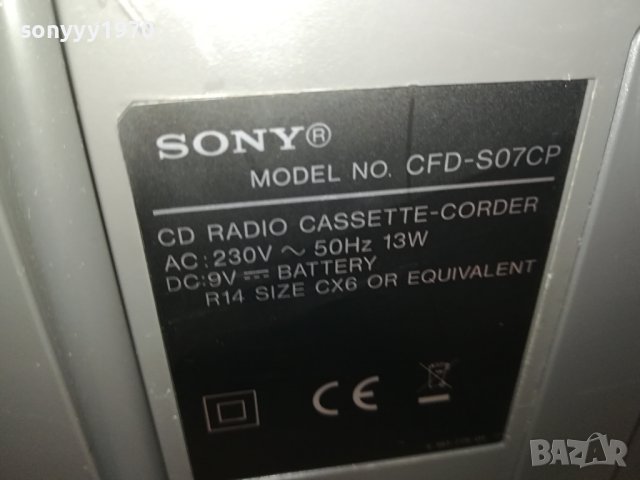 sonyyy1970
SONY®
MODEL NO. CFD-S07CP
CD RADIO CASSETTE-CORDER
AC:230V ~ 50Hz 13W
DC:9V ⎓ BATTERY
R14 SIZE CX6 OR EQUIVALENT
CE
BAZAR